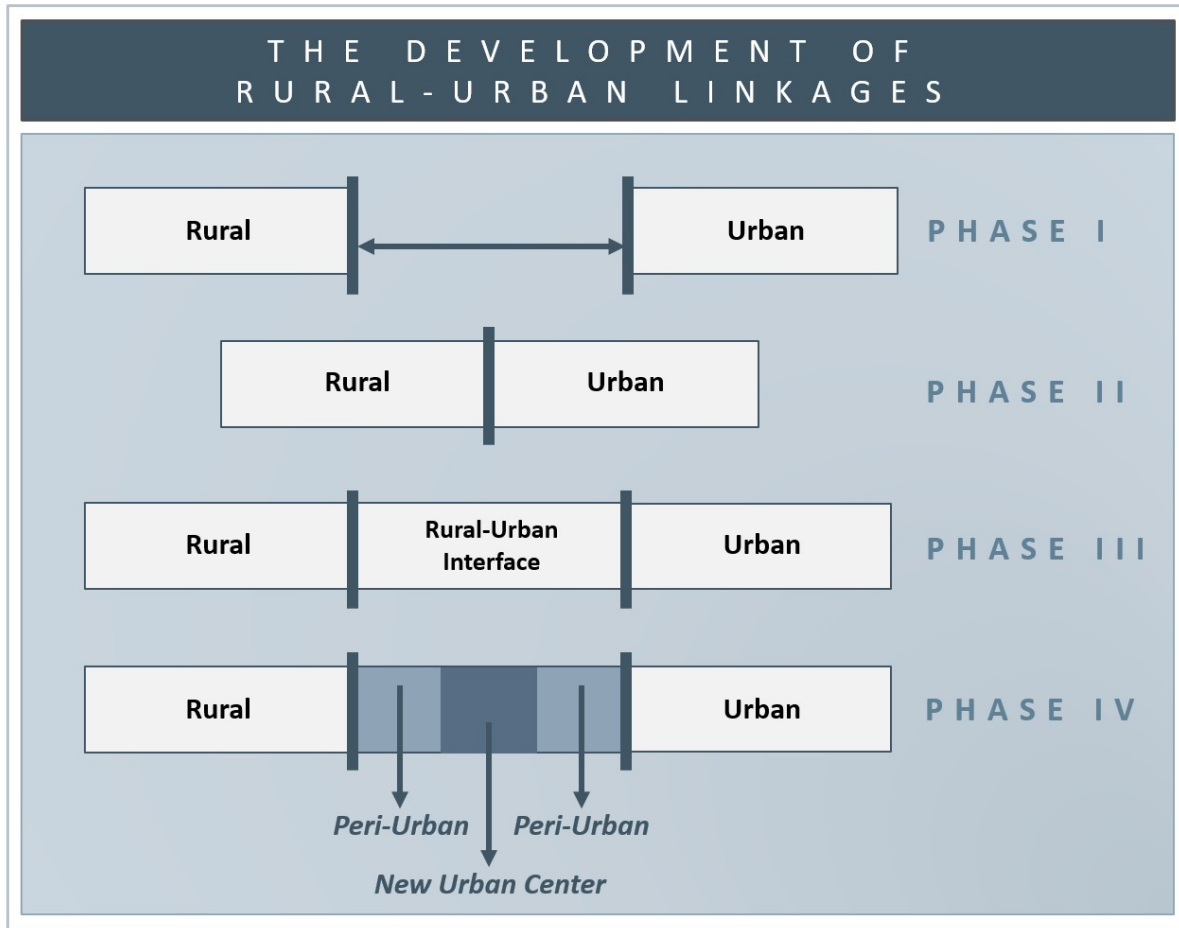 THE DEVELOPMENT OF
RURAL-URBAN LINKAGES
Rural
Urban
PHASE I
Rural
Urban
PHASE II
Rural
Rural-Urban
Interface
Urban
PHASE III
Rural
Urban
PHASE IV
Peri-Urban
Peri-Urban
New Urban Center